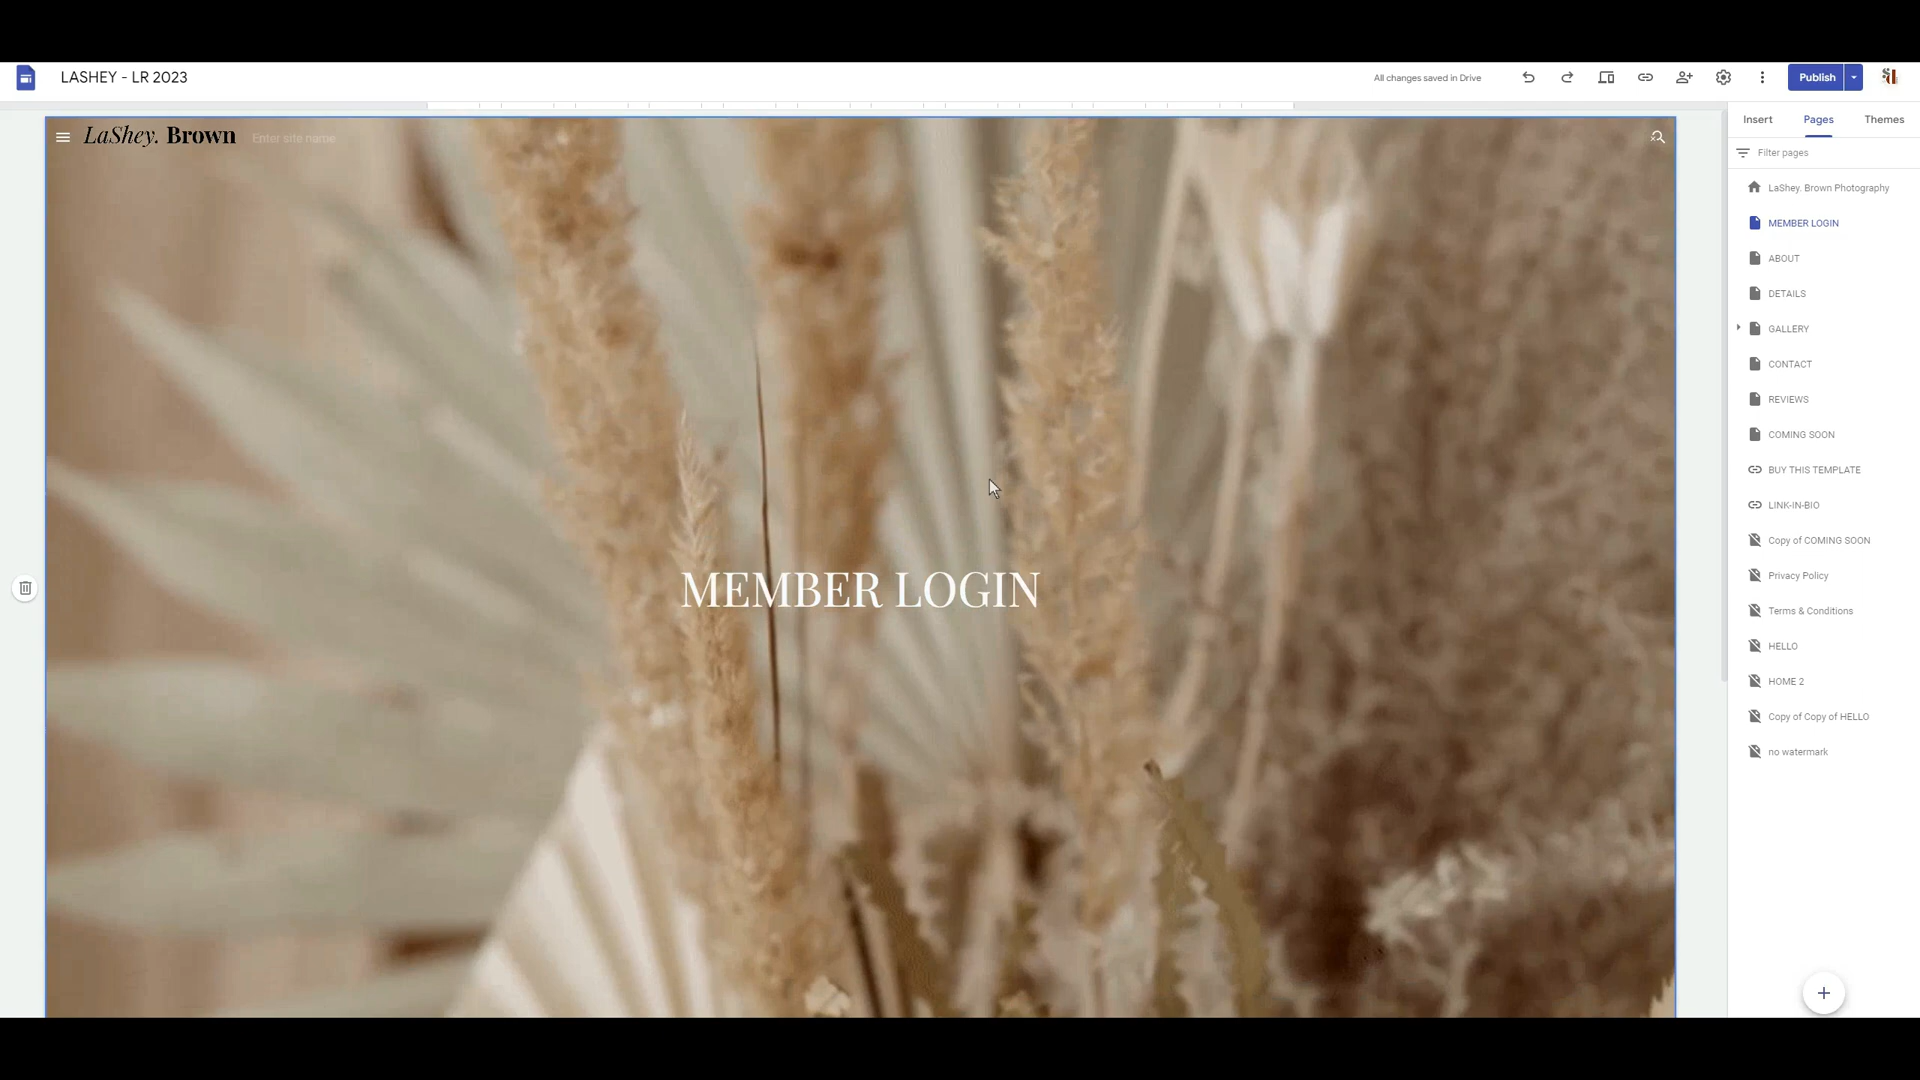 LASHEY - LR 2023
All changes saved in Drive
Publish
LaShey. Brown
Enter site name
MEMBER LOGIN
Insert
Pages
Themes
Filter pages
LaShey. Brown Photography
MEMBER LOGIN
ABOUT
DETAILS
GALLERY
CONTACT
REVIEWS
COMING SOON
BUY THIS TEMPLATE
LINK-IN-BIO
Copy of COMING SOON
Privacy Policy
Terms & Conditions
HELLO
HOME 2
Copy of Copy of HELLO
no watermark